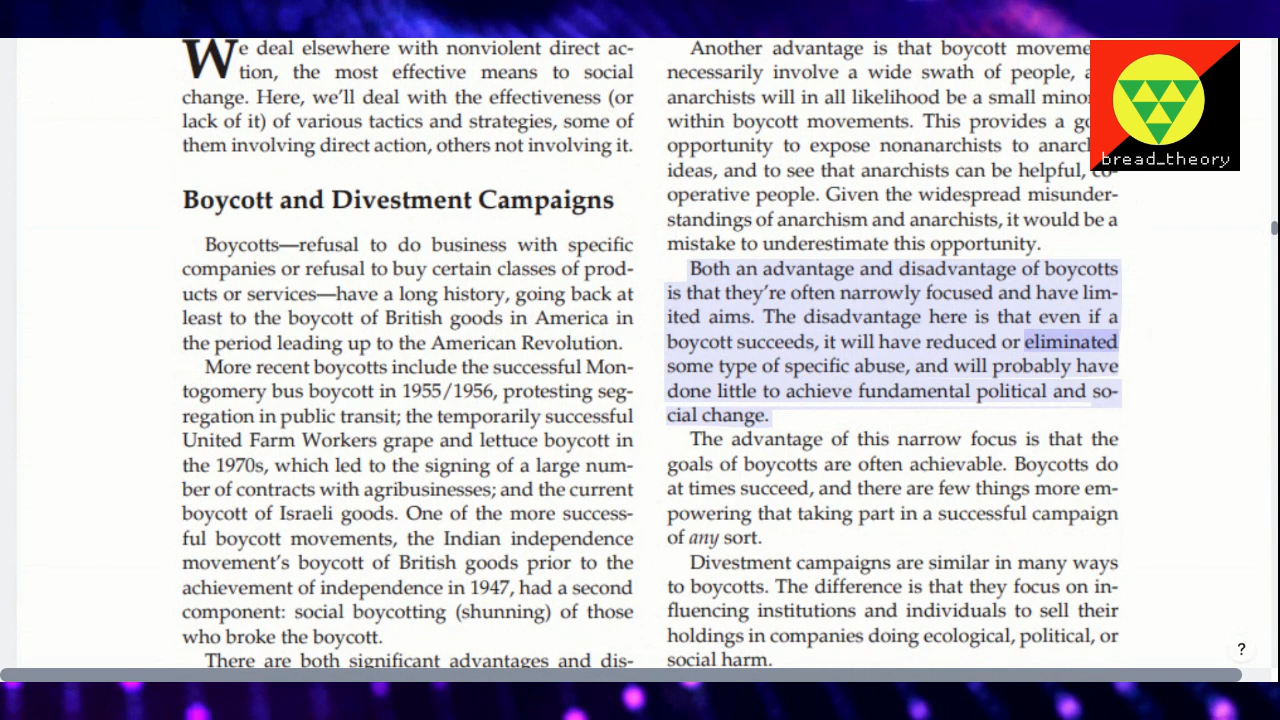 We deal elsewhere with nonviolent direct ac-
tion, the most effective means to social
change. Here, we'll deal with the effectiveness (or
lack of it) of various tactics and strategies, some of
them involving direct action, others not involving it.
Boycott and Divestment Campaigns
Boycotts—refusal to do business with specific
companies or refusal to buy certain classes of prod-
ucts or services—have a long history, going back at
least to the boycott of British goods in America in
the period leading up to the American Revolution.
More recent boycotts include the successful Mon-
togomery bus boycott in 1955/1956, protesting seg-
regation in public transit; the temporarily successful
United Farm Workers grape and lettuce boycott in
the 1970s, which led to the signing of a large num-
ber of contracts with agribusinesses; and the current
boycott of Israeli goods. One of the more success-
ful boycott movements, the Indian independence
movement's boycott of British goods prior to the
achievement of independence in 1947, had a second
component: social boycotting (shunning) of those
who broke the boycott.
There are both significant advantages and dis-
Another advantage is that boycott
necessarily involve a wide swath of people,
anarchists will in all likelihood be a small
within boycott movements. This provides a
opportunity to expose nonanarchists to
ideas, and to see that anarchists can be helpful, co-
operative people. Given the widespread misunder-
standings of anarchism and anarchists, it would be a
mistake to underestimate this opportunity.
Both an advantage and disadvantage of boycotts
is that they're often narrowly focused and have lim-
ited aims. The disadvantage here is that even if a
boycott succeeds, it will have reduced or eliminated
some type of specific abuse, and will probably have
done little to achieve fundamental political and so-
cial change.
The advantage of this narrow focus is that the
goals of boycotts are often achievable. Boycotts do
at times succeed, and there are few things more em-
powering that taking part in a successful campaign
of any sort.
Divestment campaigns are similar in many ways
to boycotts. The difference is that they focus on in-
fluencing institutions and individuals to sell their
holdings in companies doing ecological, political, or
social harm.
bread_theory
?